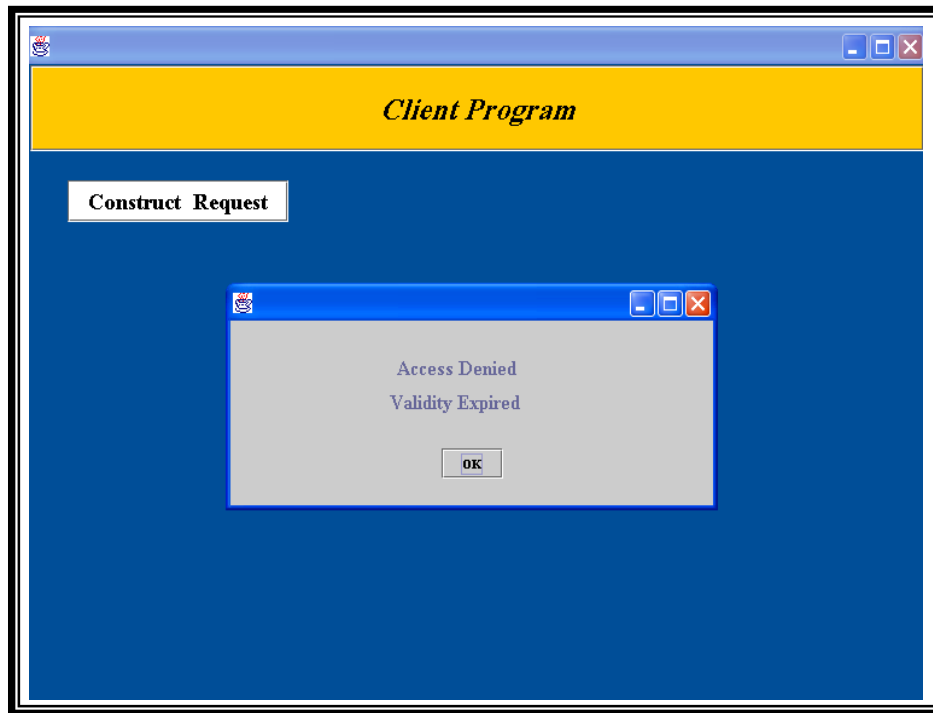 Client Program
Construct Request
Access Denied
Validity Expired
OK